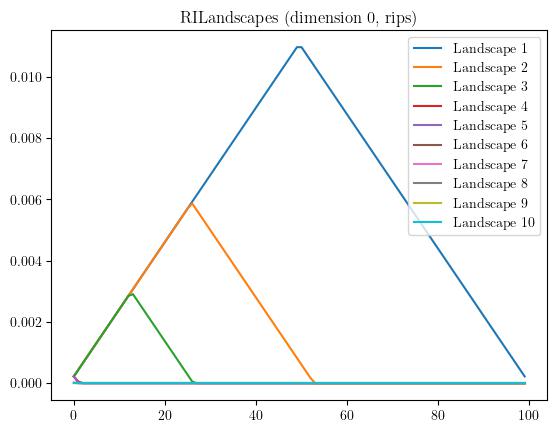 RILandscapes (dimension 0, rips)
Landscape 1
Landscape 2
Landscape 3
Landscape 4
Landscape 5
Landscape 6
Landscape 7
Landscape 8
Landscape 9
Landscape 10
0.010
0.008
0.006
0.004
0.002
0.000
0 20 40 60 80 100